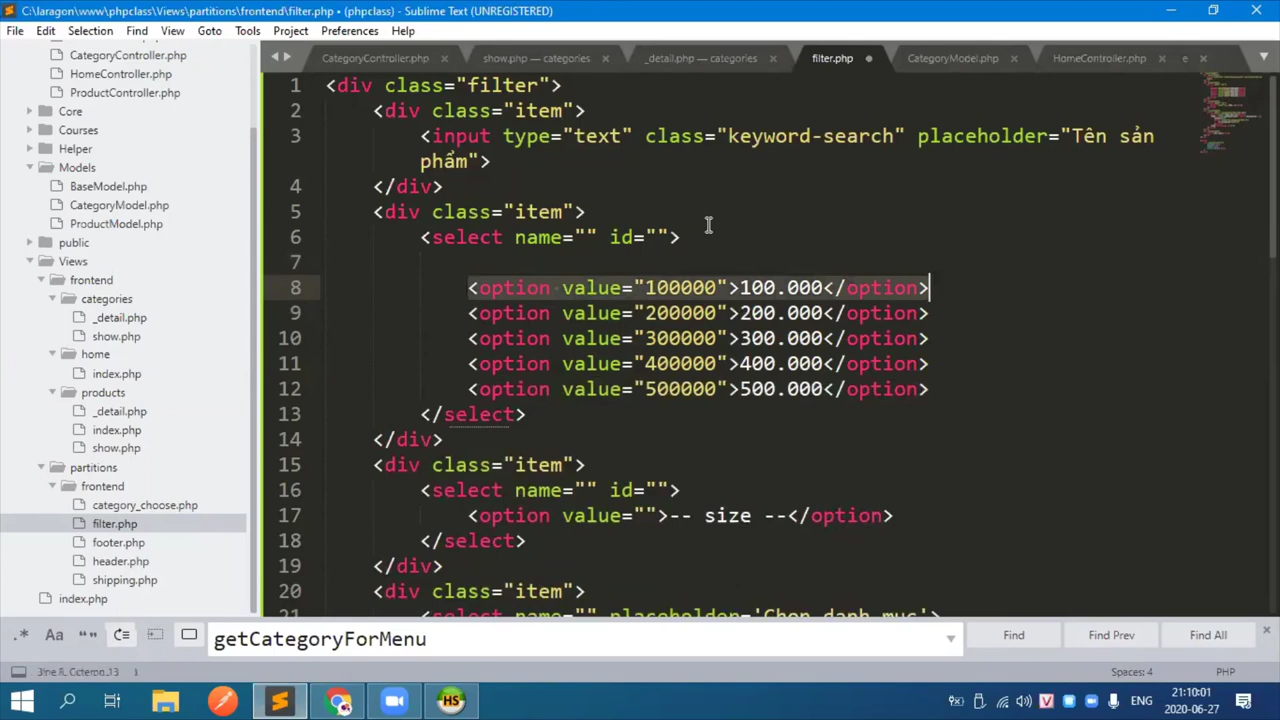 C:\laragon\www\phpclass\Views\partitions\frontend\filter.php • (phpclass) - Sublime Text (UNREGISTERED)
File Edit Selection Find View Goto Tools Project Preferences Help
CategoryController.php
HomeController.php
ProductController.php
Core
Courses
Helper
Models
BaseModel.php
CategoryModel.php
ProductModel.php
public
Views
frontend
categories
_detail.php
show.php
home
index.php
products
_detail.php
index.php
show.php
partitions
frontend
category_choose.php
filter.php
footer.php
header.php
shipping.php
index.php
CategoryController.php show.php — categories _detail.php — categories filter.php CategoryModel.php HomeController.php e
1 <div class="filter">
2 <div class="item">
3 <input type="text" class="keyword-search" placeholder="Tên sản
phẩm">
4 </div>
5 <div class="item">
6 <select name="" id="">
7
8 <option value="100000">100.000</option>
9 <option value="200000">200.000</option>
10 <option value="300000">300.000</option>
11 <option value="400000">400.000</option>
12 <option value="500000">500.000</option>
13 </select>
14 </div>
15 <div class="item">
16 <select name="" id="">
17 <option value="">-- size --</option>
18 </select>
19 </div>
20 <div class="item">
21 <select name="" placeholder='Chọn danh mục'>
.* Aa “” getCategoryForMenu Find Find Prev Find All
Spaces: 4 PHP
HS V ENG 21:10:01
2020-06-27